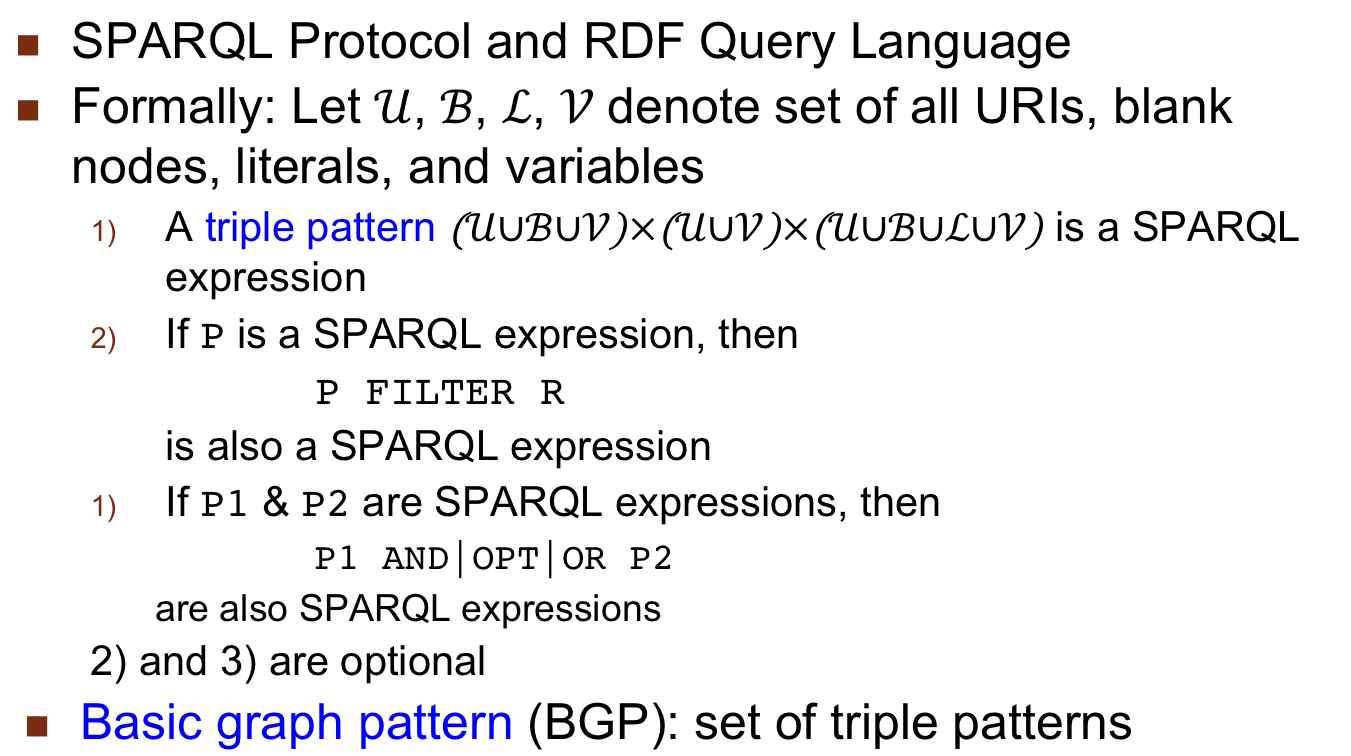 SPARQL Protocol and RDF Query Language
Formally: Let 𝒰, ℬ, ℒ, 𝒱 denote set of all URIs, blank
nodes, literals, and variables
1) A triple pattern (𝒰∪ℬ∪𝒱)×(𝒰∪𝒱)×(𝒰∪ℬ∪ℒ∪𝒱) is a SPARQL
expression
2) If P is a SPARQL expression, then
P FILTER R
is also a SPARQL expression
1) If P1 & P2 are SPARQL expressions, then
P1 AND|OPT|OR P2
are also SPARQL expressions
2) and 3) are optional
Basic graph pattern (BGP): set of triple patterns